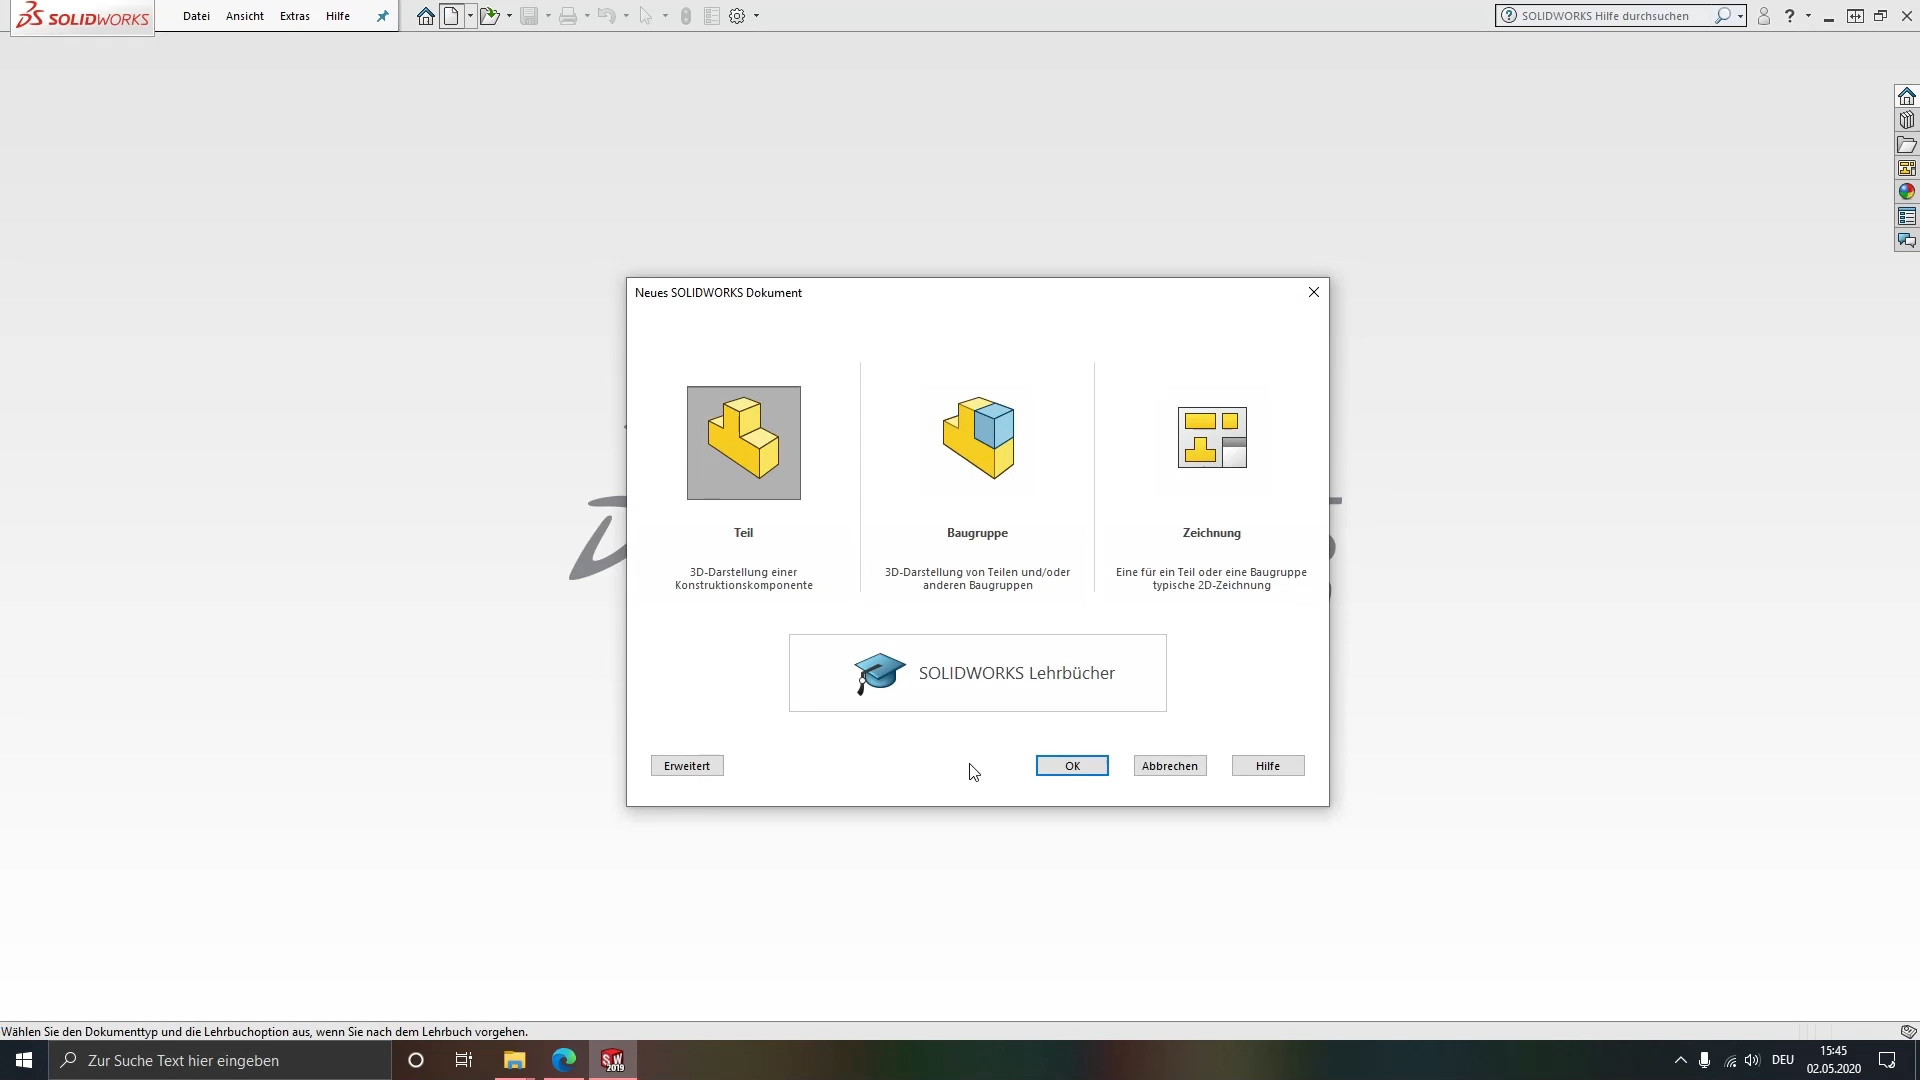 SOLIDWORKS Datei Ansicht Extras Hilfe SOLIDWORKS Hilfe durchsuchen ?
Neues SOLIDWORKS Dokument
Teil
3D-Darstellung einer
Konstruktionskomponente
Baugruppe
3D-Darstellung von Teilen und/oder
anderen Baugruppen
Zeichnung
Eine für ein Teil oder eine Baugruppe
typische 2D-Zeichnung
SOLIDWORKS Lehrbücher
Erweitert OK Abbrechen Hilfe
Wählen Sie den Dokumenttyp und die Lehrbuchoption aus, wenn Sie nach dem Lehrbuch vorgehen.
Zur Suche Text hier eingeben
SW
2019
DEU
15:45
02.05.2020